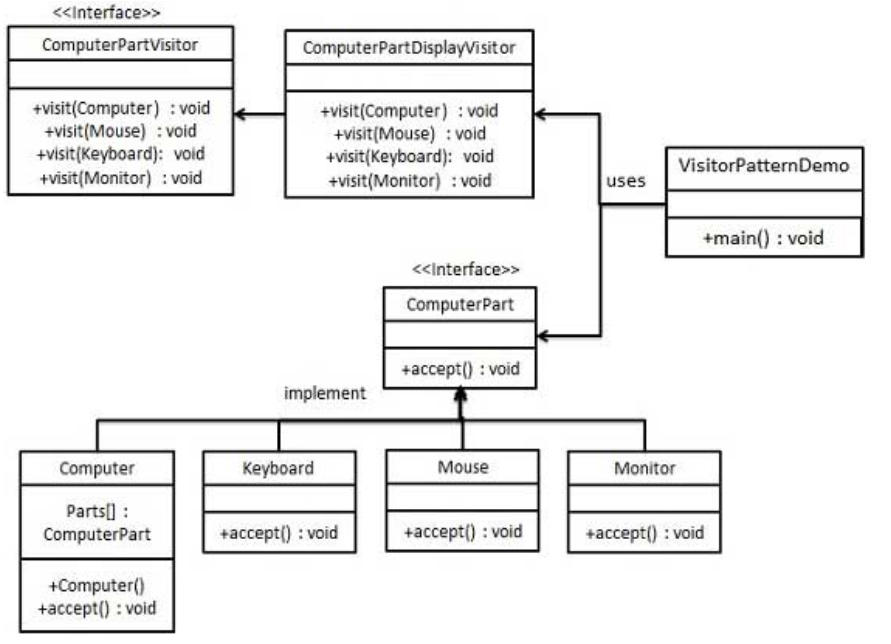 <<Interface>>
ComputerPartVisitor
+visit(Computer) : void
+visit(Mouse) : void
+visit(Keyboard): void
+visit(Monitor) : void
ComputerPartDisplayVisitor
+visit(Computer) : void
+visit(Mouse) : void
+visit(Keyboard): void
+visit(Monitor) : void
uses
VisitorPatternDemo
+main() : void
<<Interface>>
ComputerPart
+accept() : void
implement
Computer
Parts[] :
ComputerPart
+Computer()
+accept() : void
Keyboard
+accept() : void
Mouse
+accept() : void
Monitor
+accept() : void